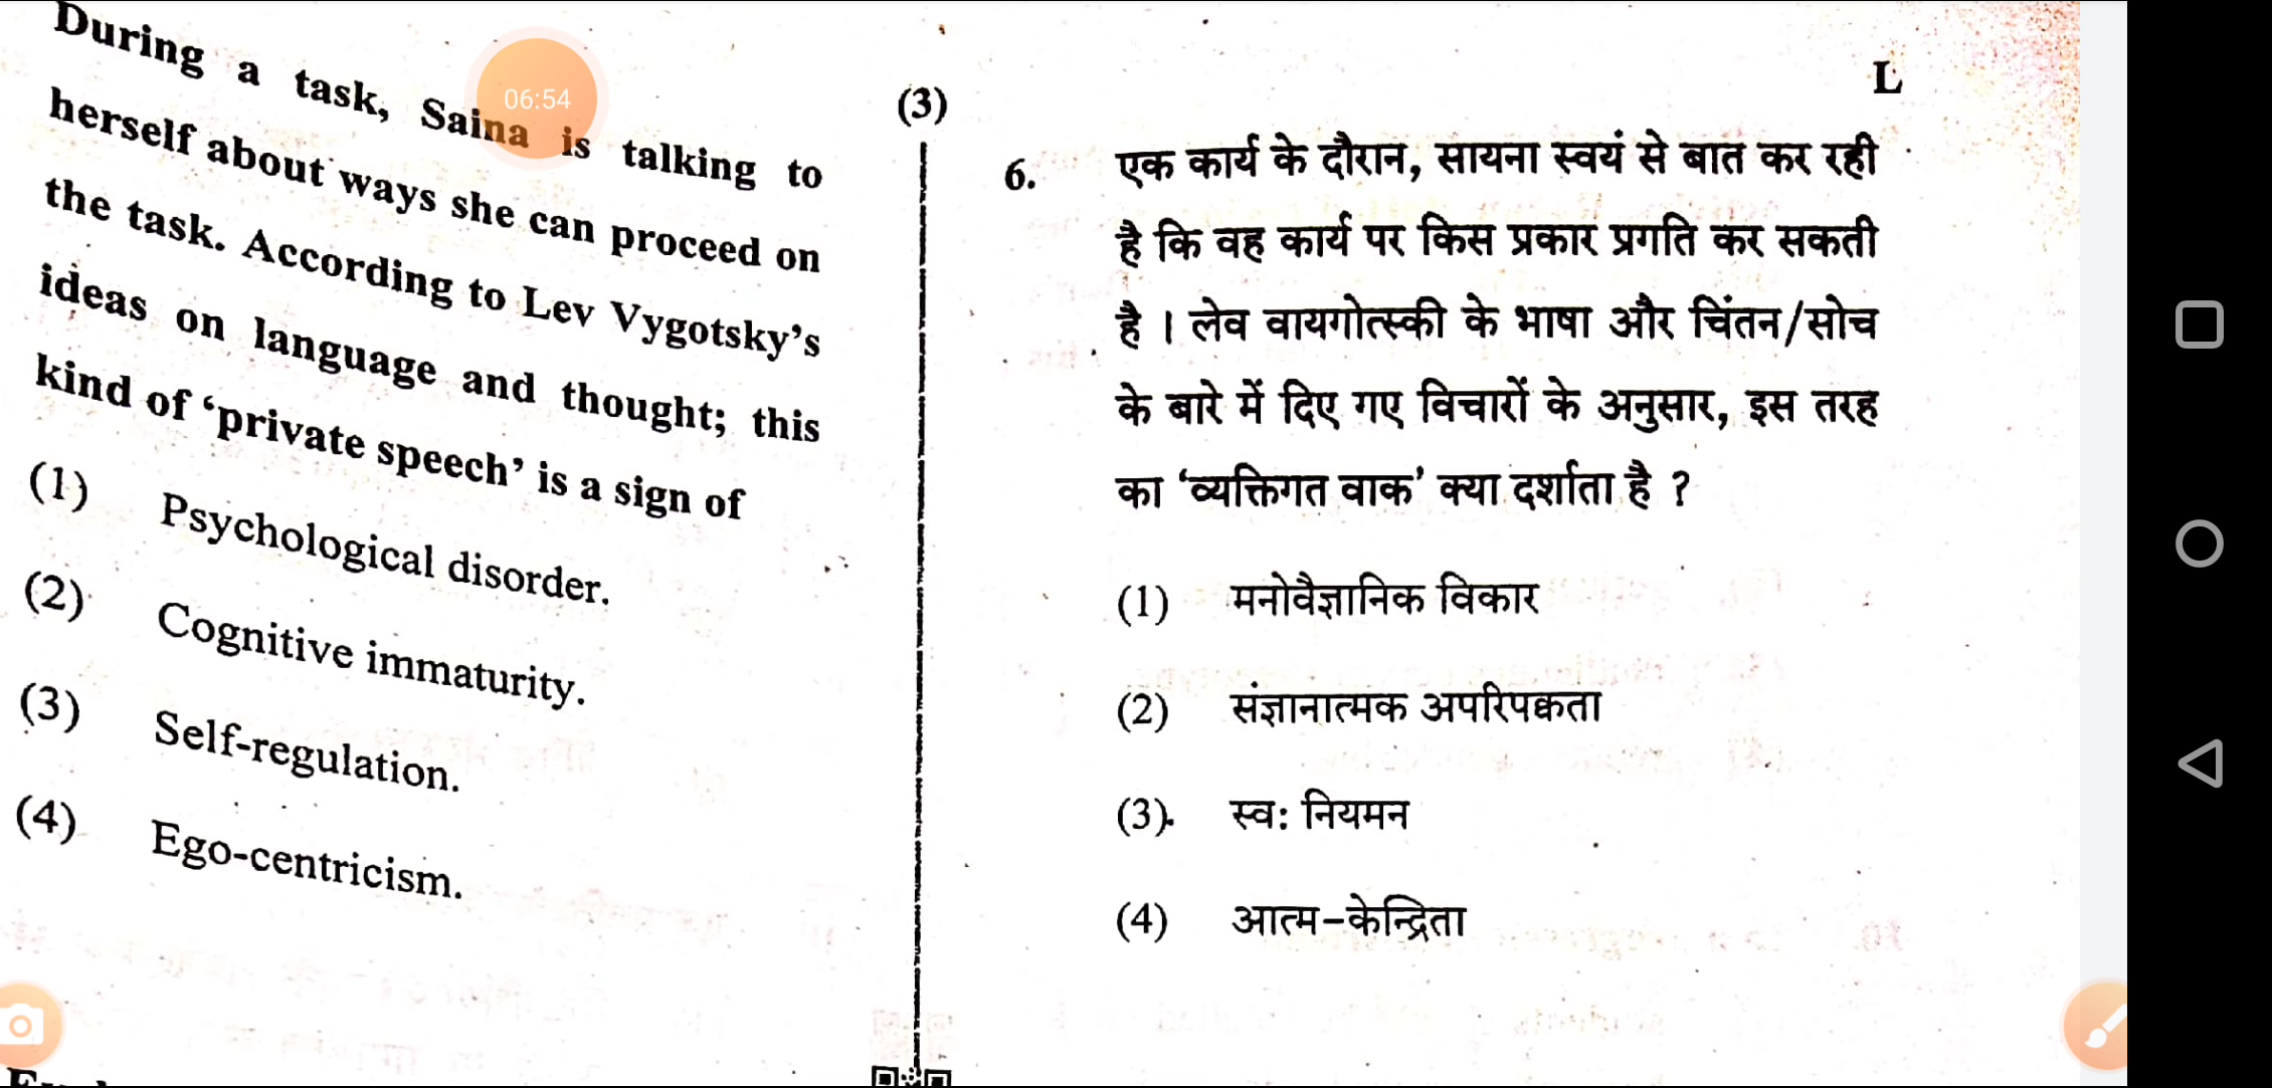 During a task, Saina is talking to
herself about ways she can proceed on
the task. According to Lev Vygotsky's
ideas on language and thought; this
kind of 'private speech' is a sign of
(1) Psychological disorder.
(2) Cognitive immaturity.
(3) Self-regulation.
(4) Ego-centricism.
06:54
(3)
L
6. एक कार्य के दौरान, सायना स्वयं से बात कर रही
है कि वह कार्य पर किस प्रकार प्रगति कर सकती
है । लेव वायगोत्स्की के भाषा और चिंतन/सोच
के बारे में दिए गए विचारों के अनुसार, इस तरह
का 'व्यक्तिगत वाक' क्या दर्शाता है ?
(1) मनोवैज्ञानिक विकार
(2) संज्ञानात्मक अपरिपक्वता
(3) स्व: नियमन
(4) आत्म-केन्द्रिता